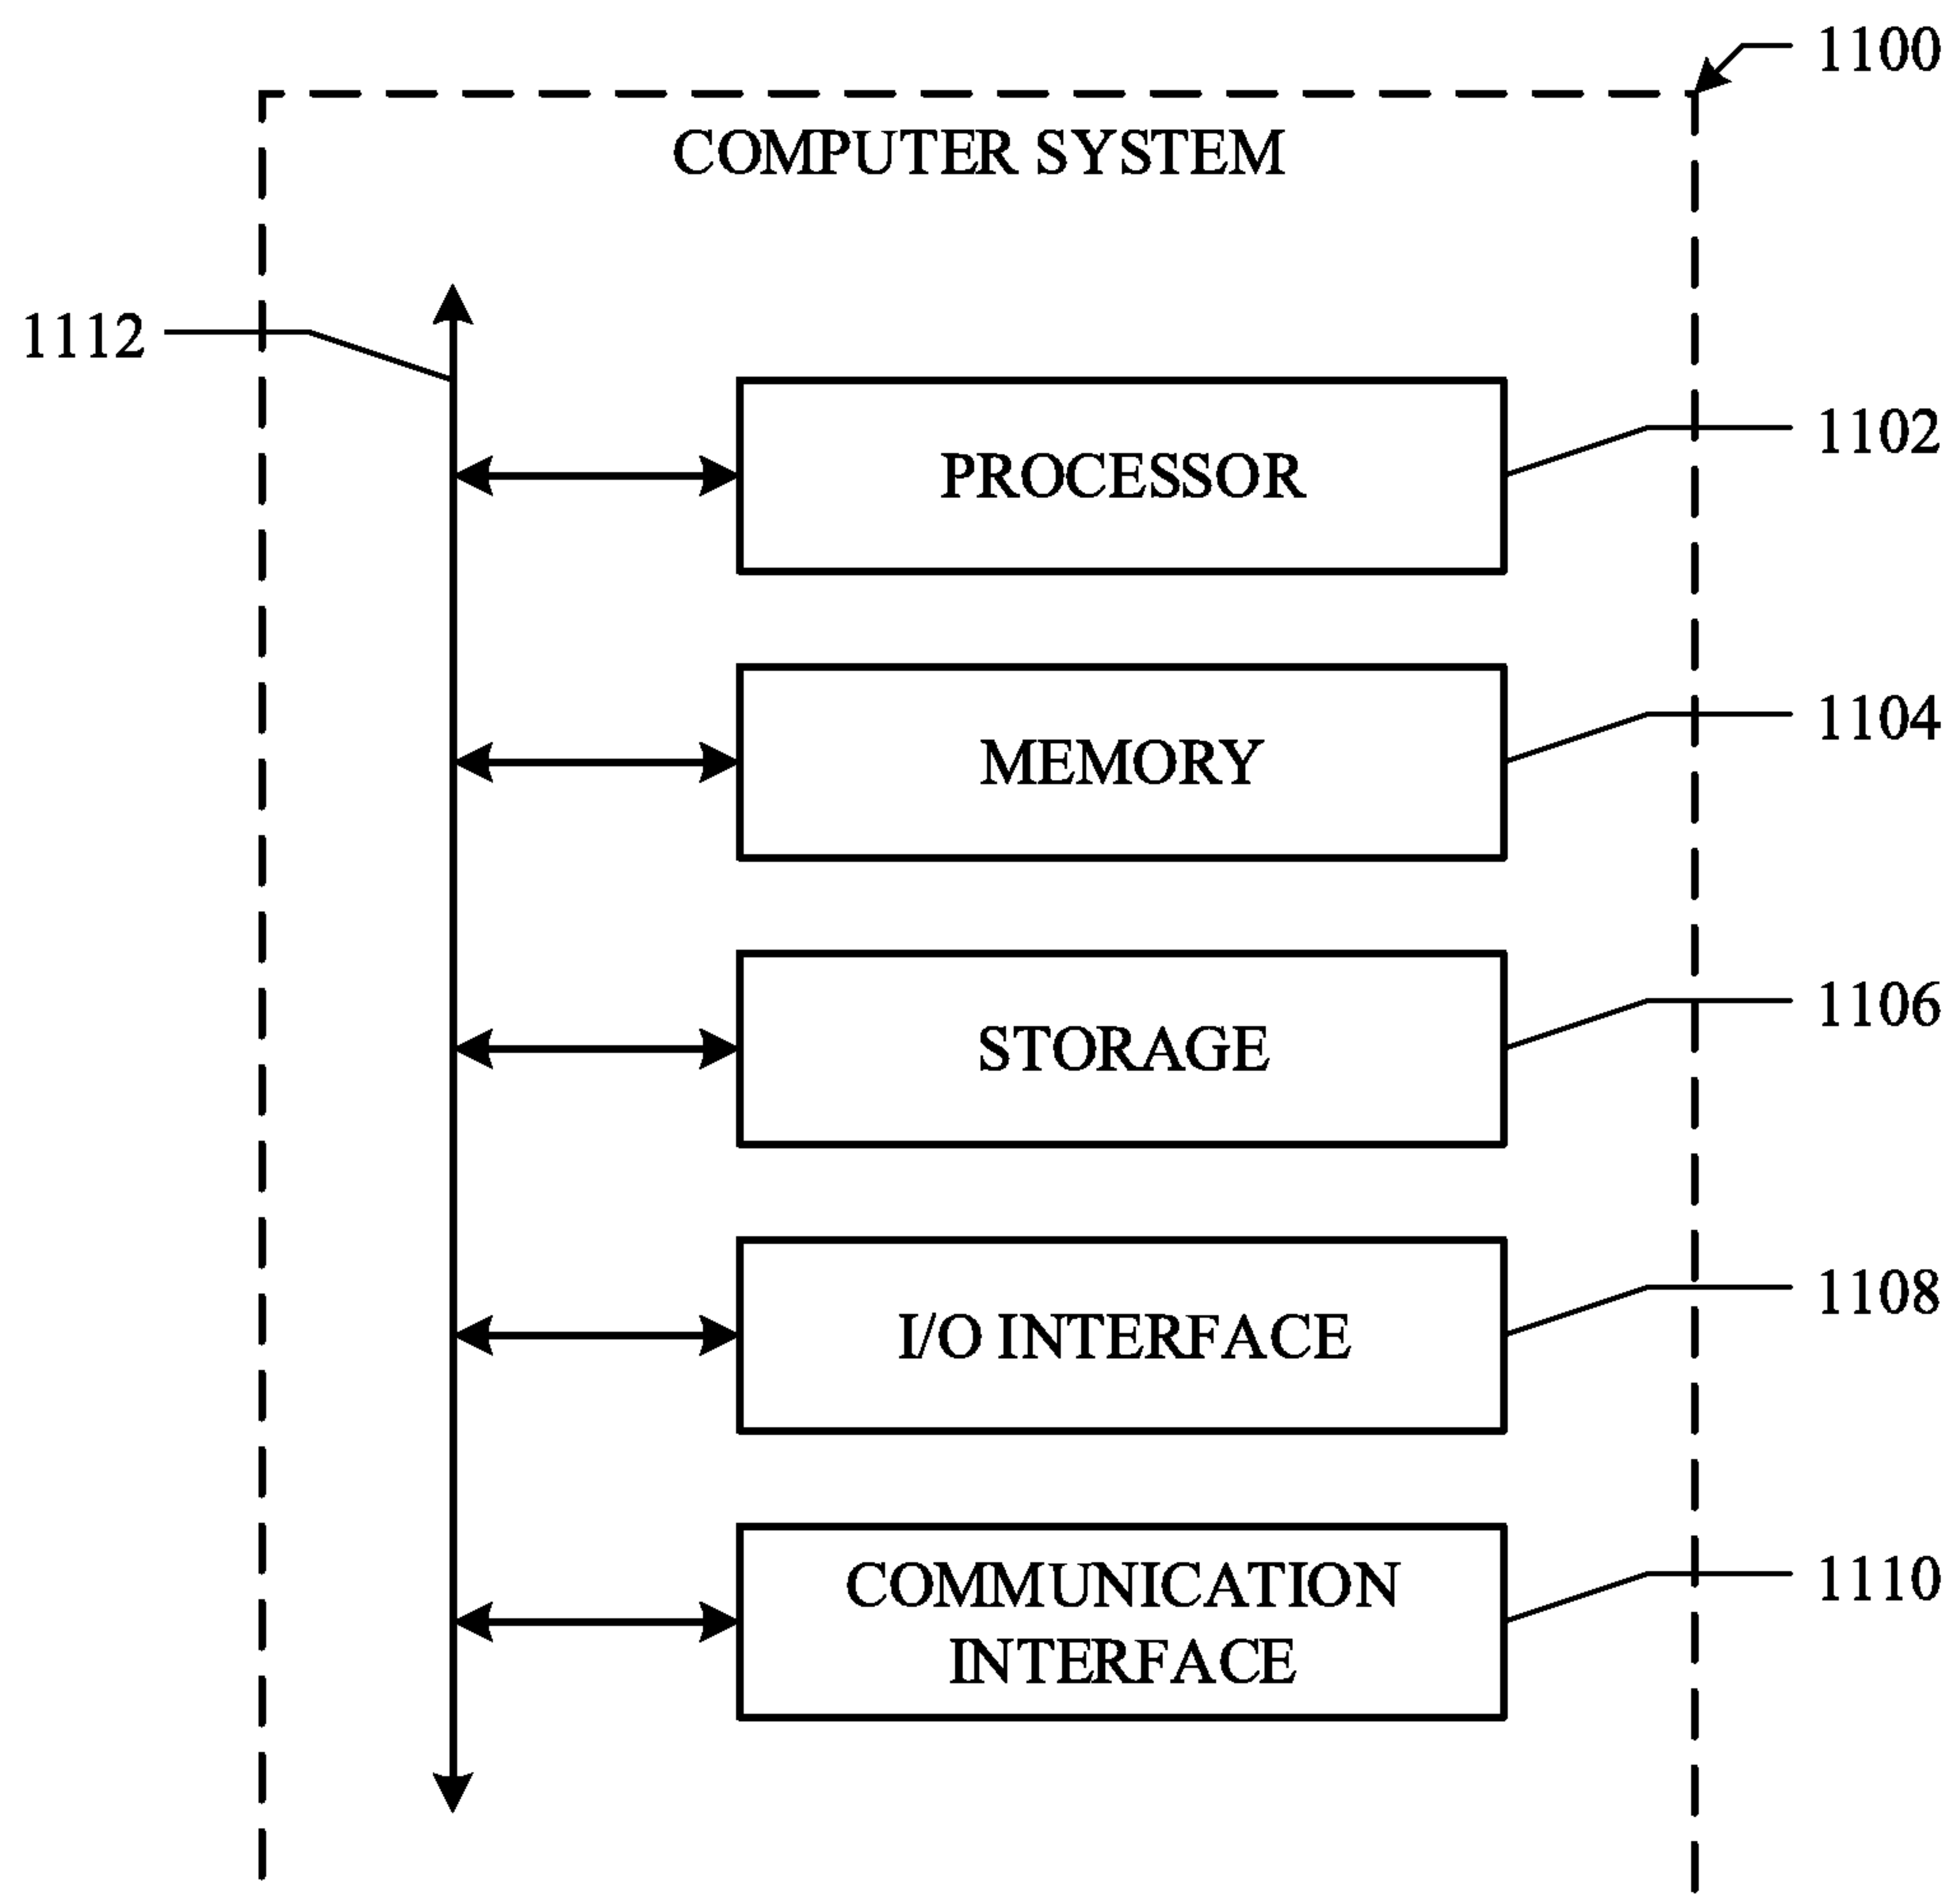 1100
COMPUTER SYSTEM
1112
PROCESSOR
1102
MEMORY
1104
STORAGE
1106
I/O INTERFACE
1108
COMMUNICATION
INTERFACE
1110